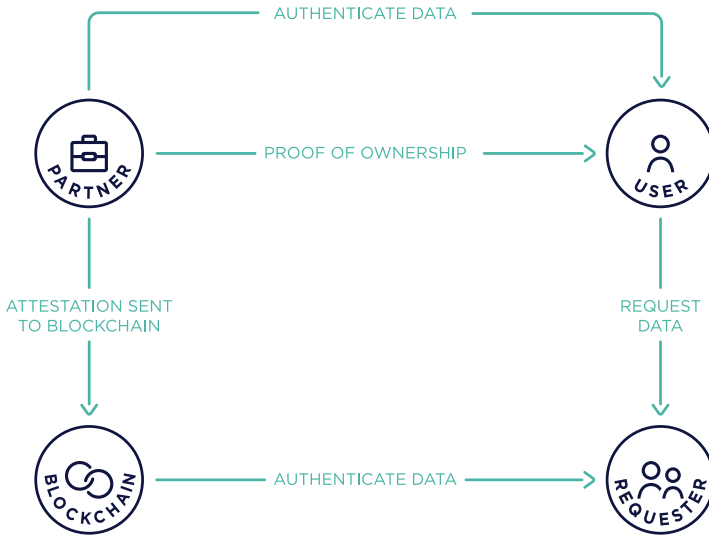 AUTHENTICATE DATA
PARTNER
PROOF OF OWNERSHIP
USER
ATTESTATION SENT
TO BLOCKCHAIN
REQUEST
DATA
BLOCKCHAIN
AUTHENTICATE DATA
REQUESTER